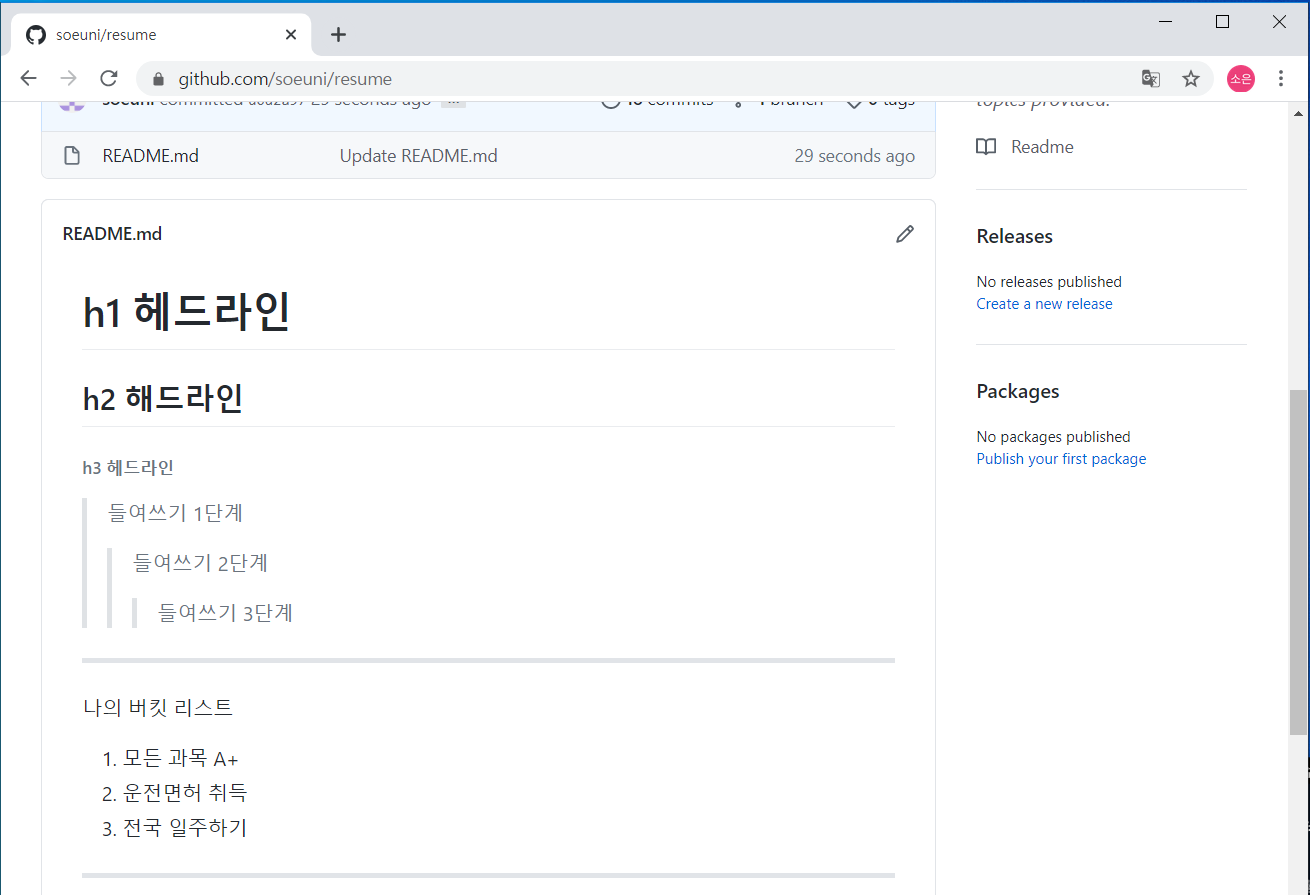 soeuni/resume
github.com/soeuni/resume
소은
soeuni committed a0d2a97 29 seconds ago
commits
1 branch
0 tags
topics provided.
README.md
Update README.md
29 seconds ago
Readme
README.md
h1 헤드라인
h2 해드라인
h3 헤드라인
들여쓰기 1단계
들여쓰기 2단계
들여쓰기 3단계
나의 버킷 리스트
1. 모든 과목 A+
2. 운전면허 취득
3. 전국 일주하기
Releases
No releases published
Create a new release
Packages
No packages published
Publish your first package